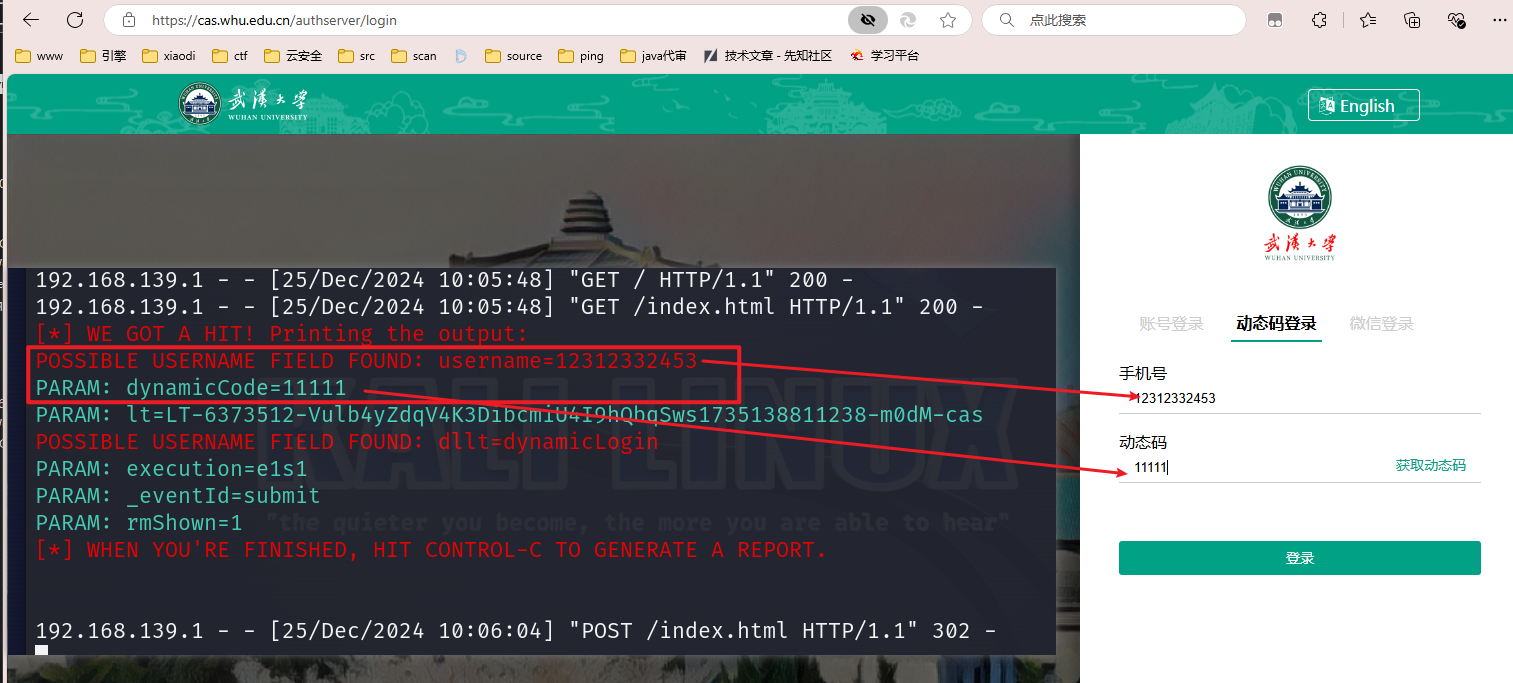 https://cas.whu.edu.cn/authserver/login
点此搜索
www 引擎 xiaodi ctf 云安全 src scan source ping java代审 技术文章 - 先知社区 学习平台
武汉大学
WUHAN UNIVERSITY
English
WUHAN UNIVERSITY
武汉大学
WUHAN UNIVERSITY
账号登录 动态码登录 微信登录
手机号
12312332453
动态码
11111 获取动态码
登录
192.168.139.1 - - [25/Dec/2024 10:05:48] "GET / HTTP/1.1" 200 -
192.168.139.1 - - [25/Dec/2024 10:05:48] "GET /index.html HTTP/1.1" 200 -
[*] WE GOT A HIT! Printing the output:
POSSIBLE USERNAME FIELD FOUND: username=12312332453
PARAM: dynamicCode=11111
PARAM: lt=LT-6373512-Vulb4yZdqV4K3DibcmiU4I9hQbqSws1735138811238-m0dM-cas
POSSIBLE USERNAME FIELD FOUND: dllt=dynamicLogin
PARAM: execution=e1s1
PARAM: _eventId=submit
PARAM: rmShown=1
[*] WHEN YOU'RE FINISHED, HIT CONTROL-C TO GENERATE A REPORT.
KALI LINUX
"the quieter you become, the more you are able to hear"
192.168.139.1 - - [25/Dec/2024 10:06:04] "POST /index.html HTTP/1.1" 302 -